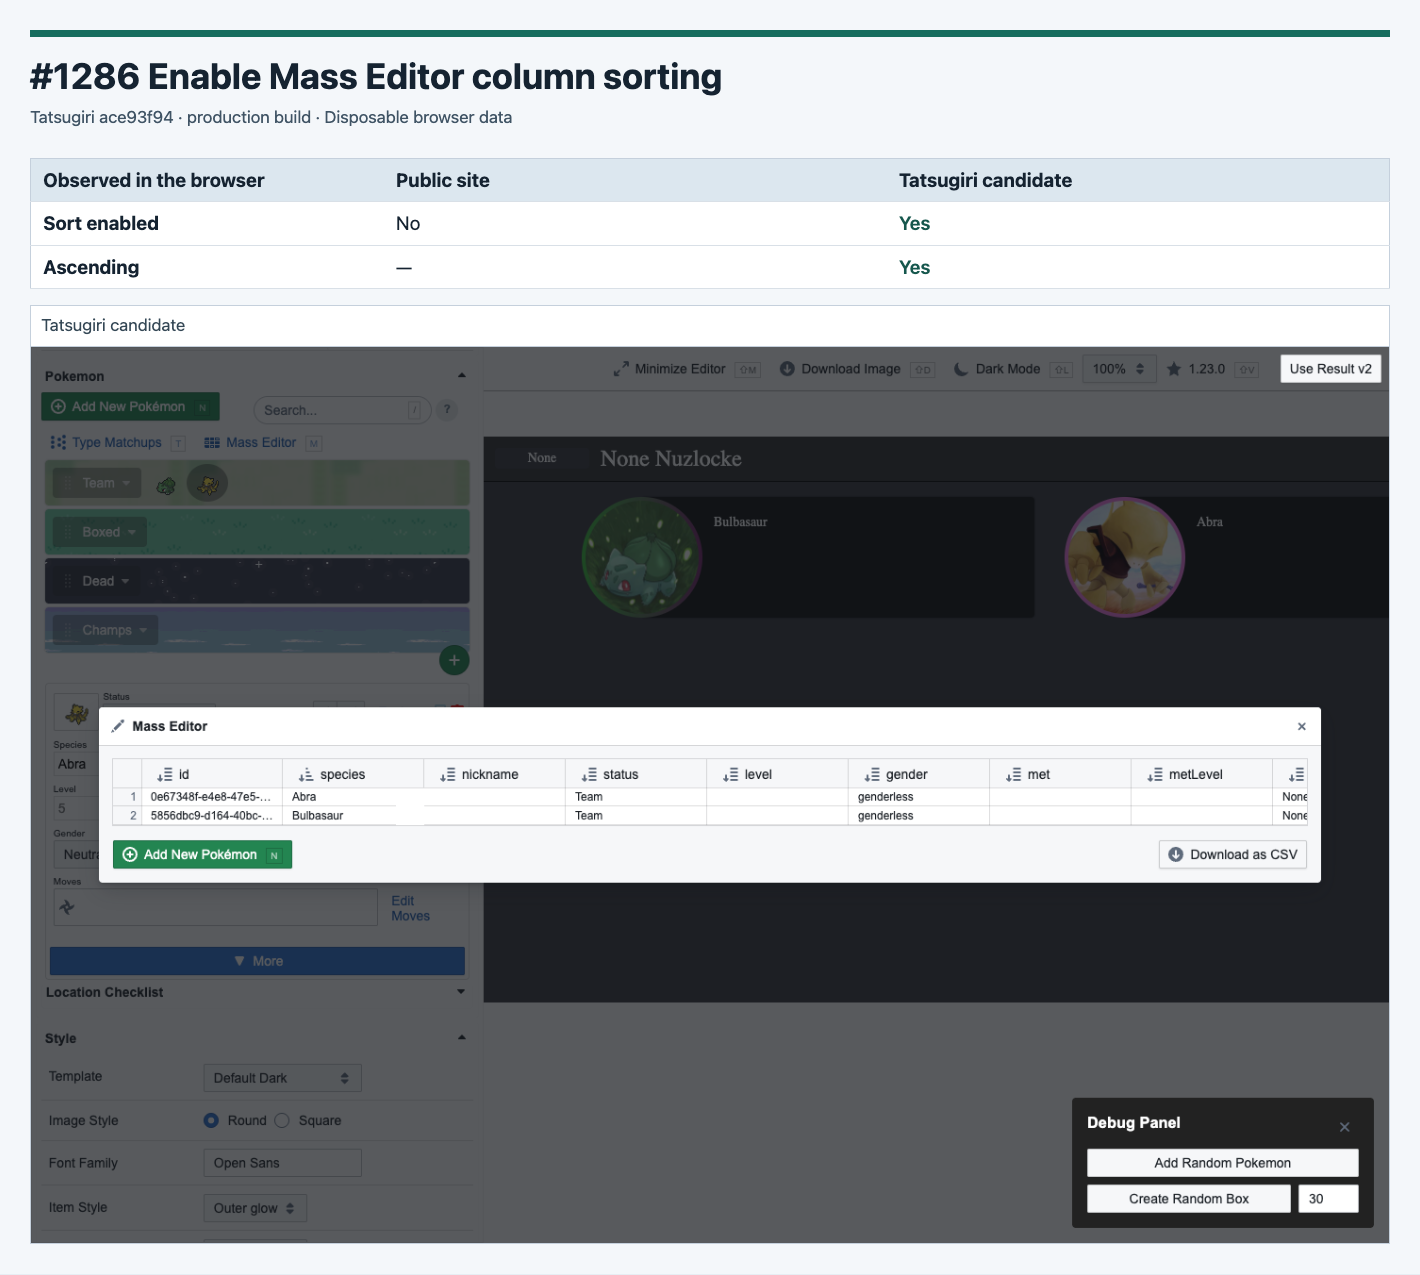 #1286 Enable Mass Editor column sorting
Tatsugiri ace93f94 · production build · Disposable browser data
Observed in the browser Public site Tatsugiri candidate
Sort enabled No Yes
Ascending — Yes
Tatsugiri candidate
Pokemon
Minimize Editor ⇧M Download Image ⇧D Dark Mode ⇧L 100% 1.23.0 ⇧V Use Result v2
Add New Pokémon N Search... / ?
Type Matchups T Mass Editor M
Team
Boxed
Dead
Champs
None None Nuzlocke
Bulbasaur Abra
Status
Species
Abra
Level
5
Gender
Neutra
Moves
Edit
Moves
Mass Editor ×
id species nickname status level gender met metLevel
1 0e67348f-e4e8-47e5-... Abra Team genderless None
2 5856dbc9-d164-40bc-... Bulbasaur Team genderless None
Add New Pokémon N Download as CSV
▼ More
Location Checklist
Style
Template Default Dark
Image Style Round Square
Font Family Open Sans
Item Style Outer glow
Debug Panel ×
Add Random Pokemon
Create Random Box 30